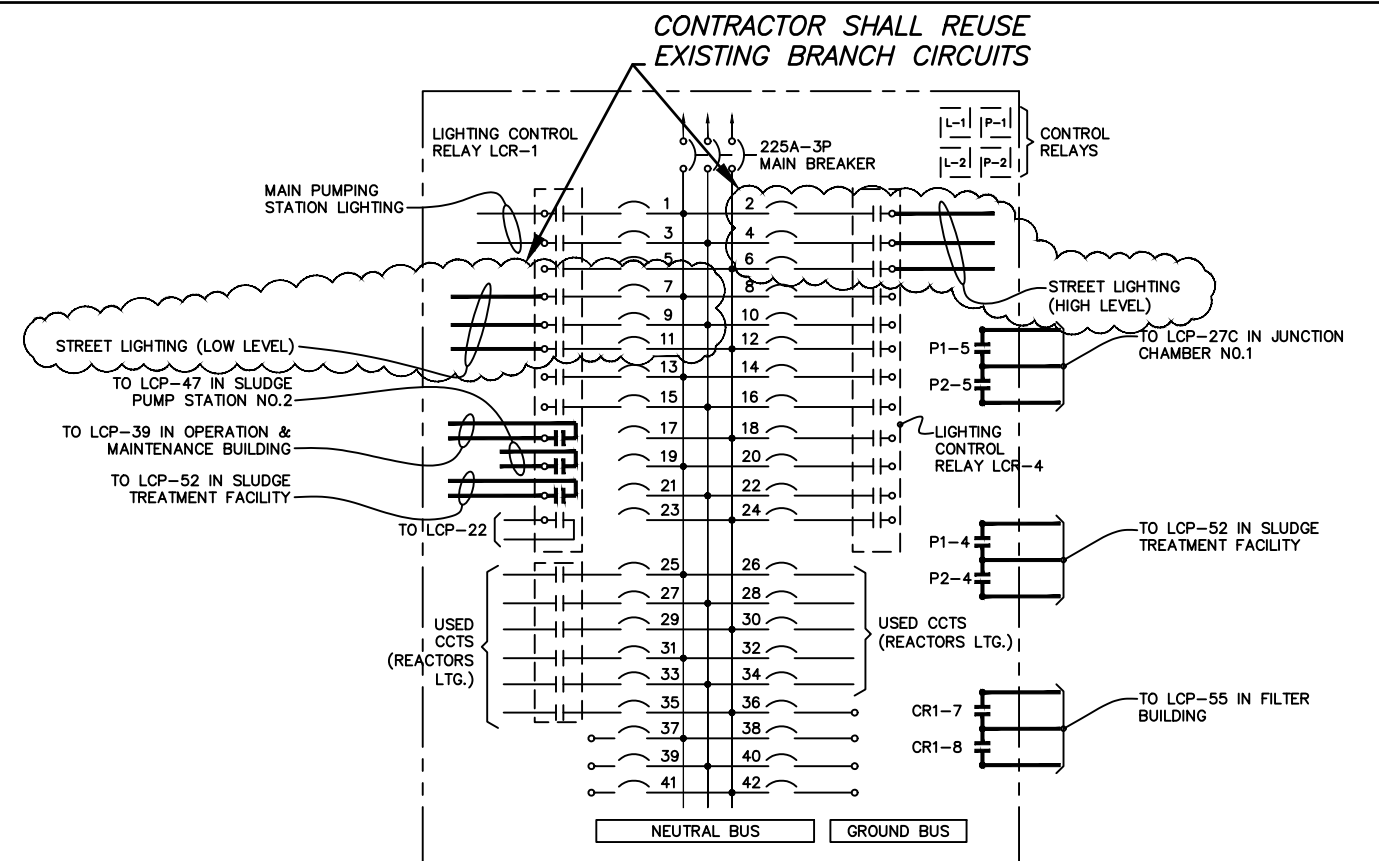 CONTRACTOR SHALL REUSE
EXISTING BRANCH CIRCUITS
LIGHTING CONTROL
RELAY LCR-1
225A-3P
MAIN BREAKER
L-1 P-1
L-2 P-2
CONTROL
RELAYS
MAIN PUMPING
STATION LIGHTING
1 2
3 4
5 6
7 8
9 10
11 12
13 14
15 16
17 18
19 20
21 22
23 24
STREET LIGHTING
(HIGH LEVEL)
STREET LIGHTING (LOW LEVEL)
TO LCP-47 IN SLUDGE
PUMP STATION NO.2
TO LCP-39 IN OPERATION &
MAINTENANCE BUILDING
TO LCP-52 IN SLUDGE
TREATMENT FACILITY
TO LCP-22
P1-5
P2-5
TO LCP-27C IN JUNCTION
CHAMBER NO.1
LIGHTING
CONTROL
RELAY LCR-4
P1-4
P2-4
TO LCP-52 IN SLUDGE
TREATMENT FACILITY
25 26
27 28
29 30
31 32
33 34
35 36
37 38
39 40
41 42
USED
CCTS
(REACTORS
LTG.)
USED CCTS
(REACTORS LTG.)
CR1-7
CR1-8
TO LCP-55 IN FILTER
BUILDING
NEUTRAL BUS
GROUND BUS